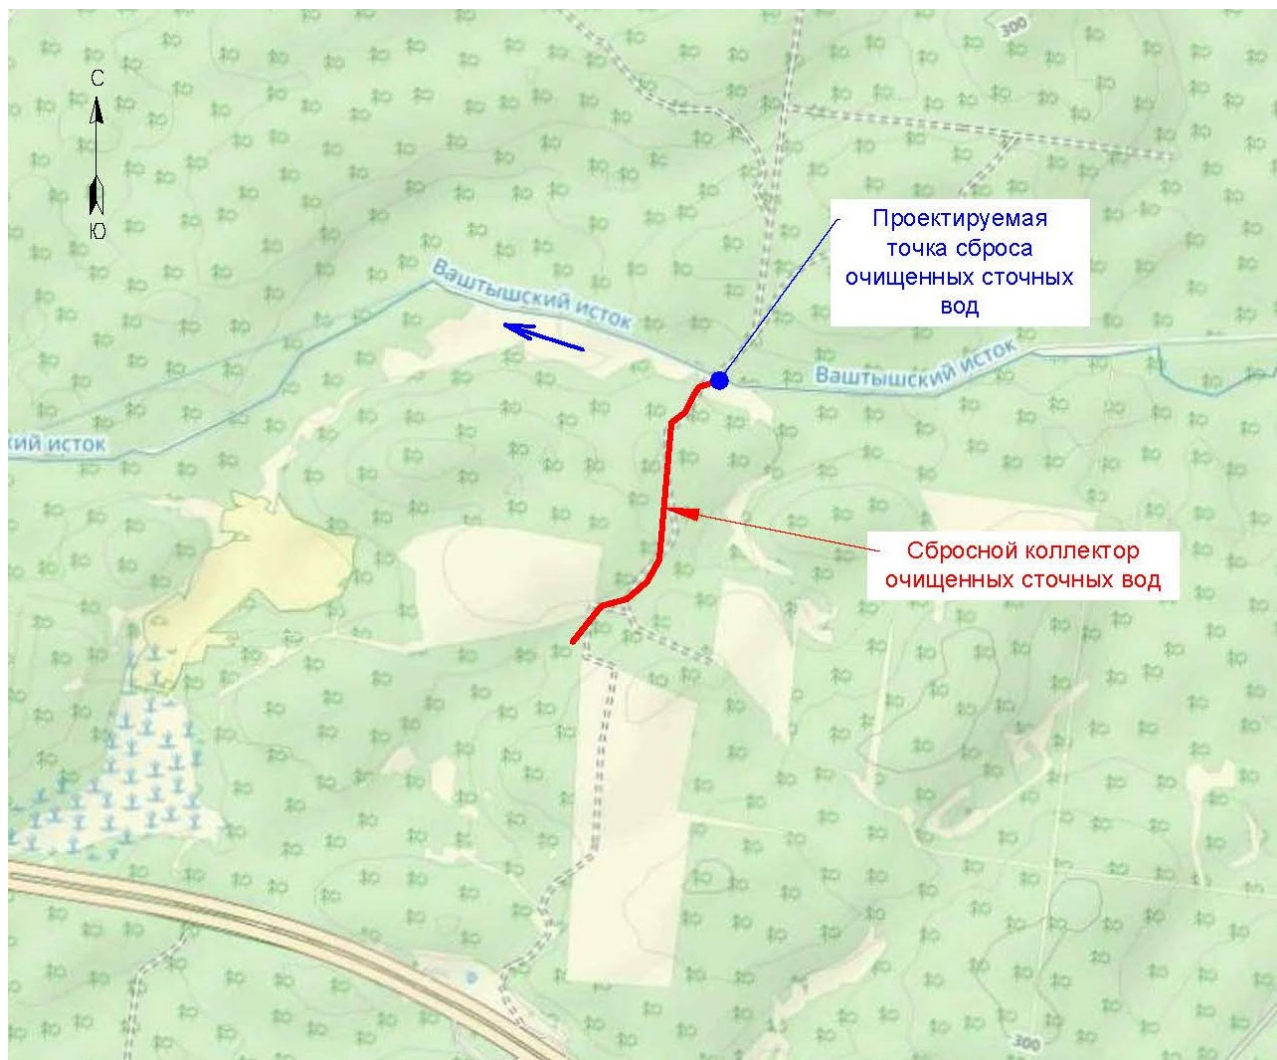 300
С
Ю
Проектируемая
точка сброса
очищенных сточных
вод
Ваштышский исток
Ваштышский исток
кий исток
Сбросной коллектор
очищенных сточных вод
300